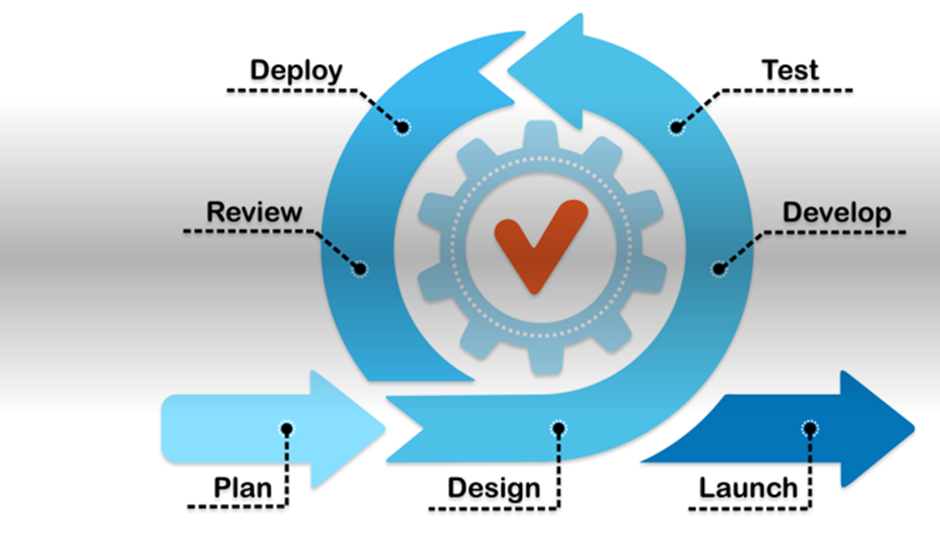 Deploy
Test
Review
Develop
Plan
Design
Launch